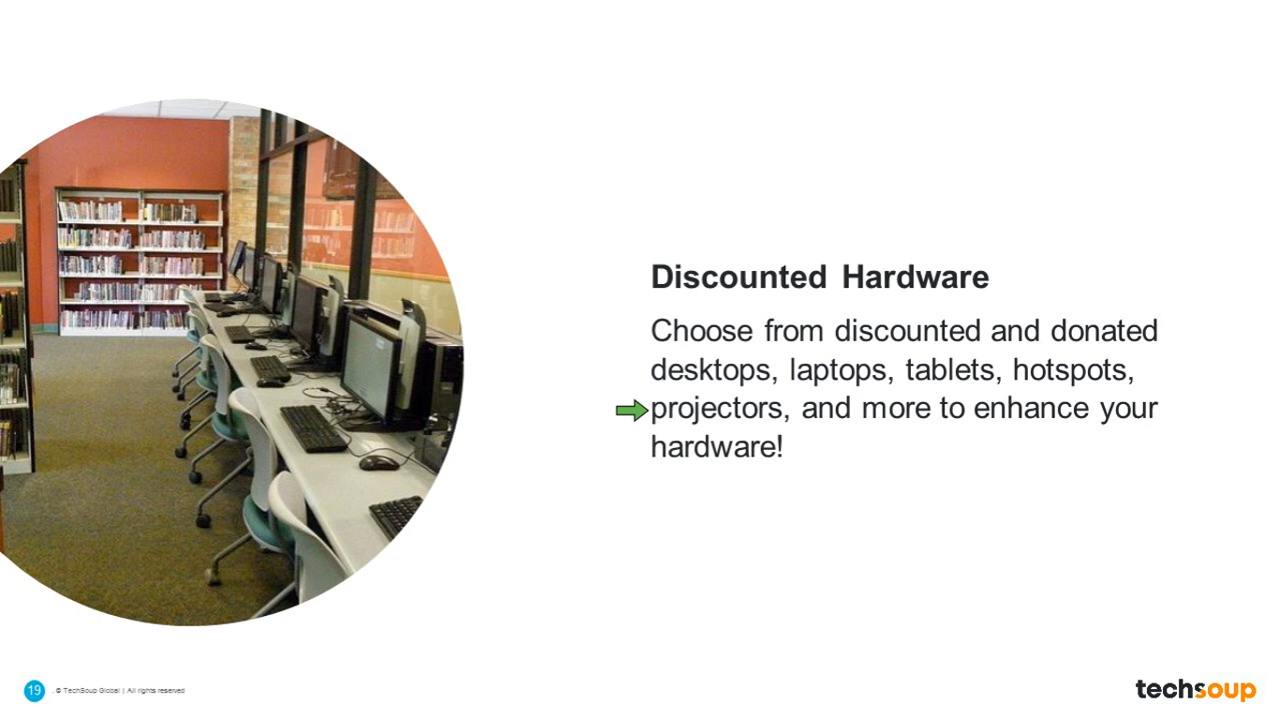 Discounted Hardware
Choose from discounted and donated
desktops, laptops, tablets, hotspots,
projectors, and more to enhance your
hardware!
19
. © TechSoup Global | All rights reserved
techsoup